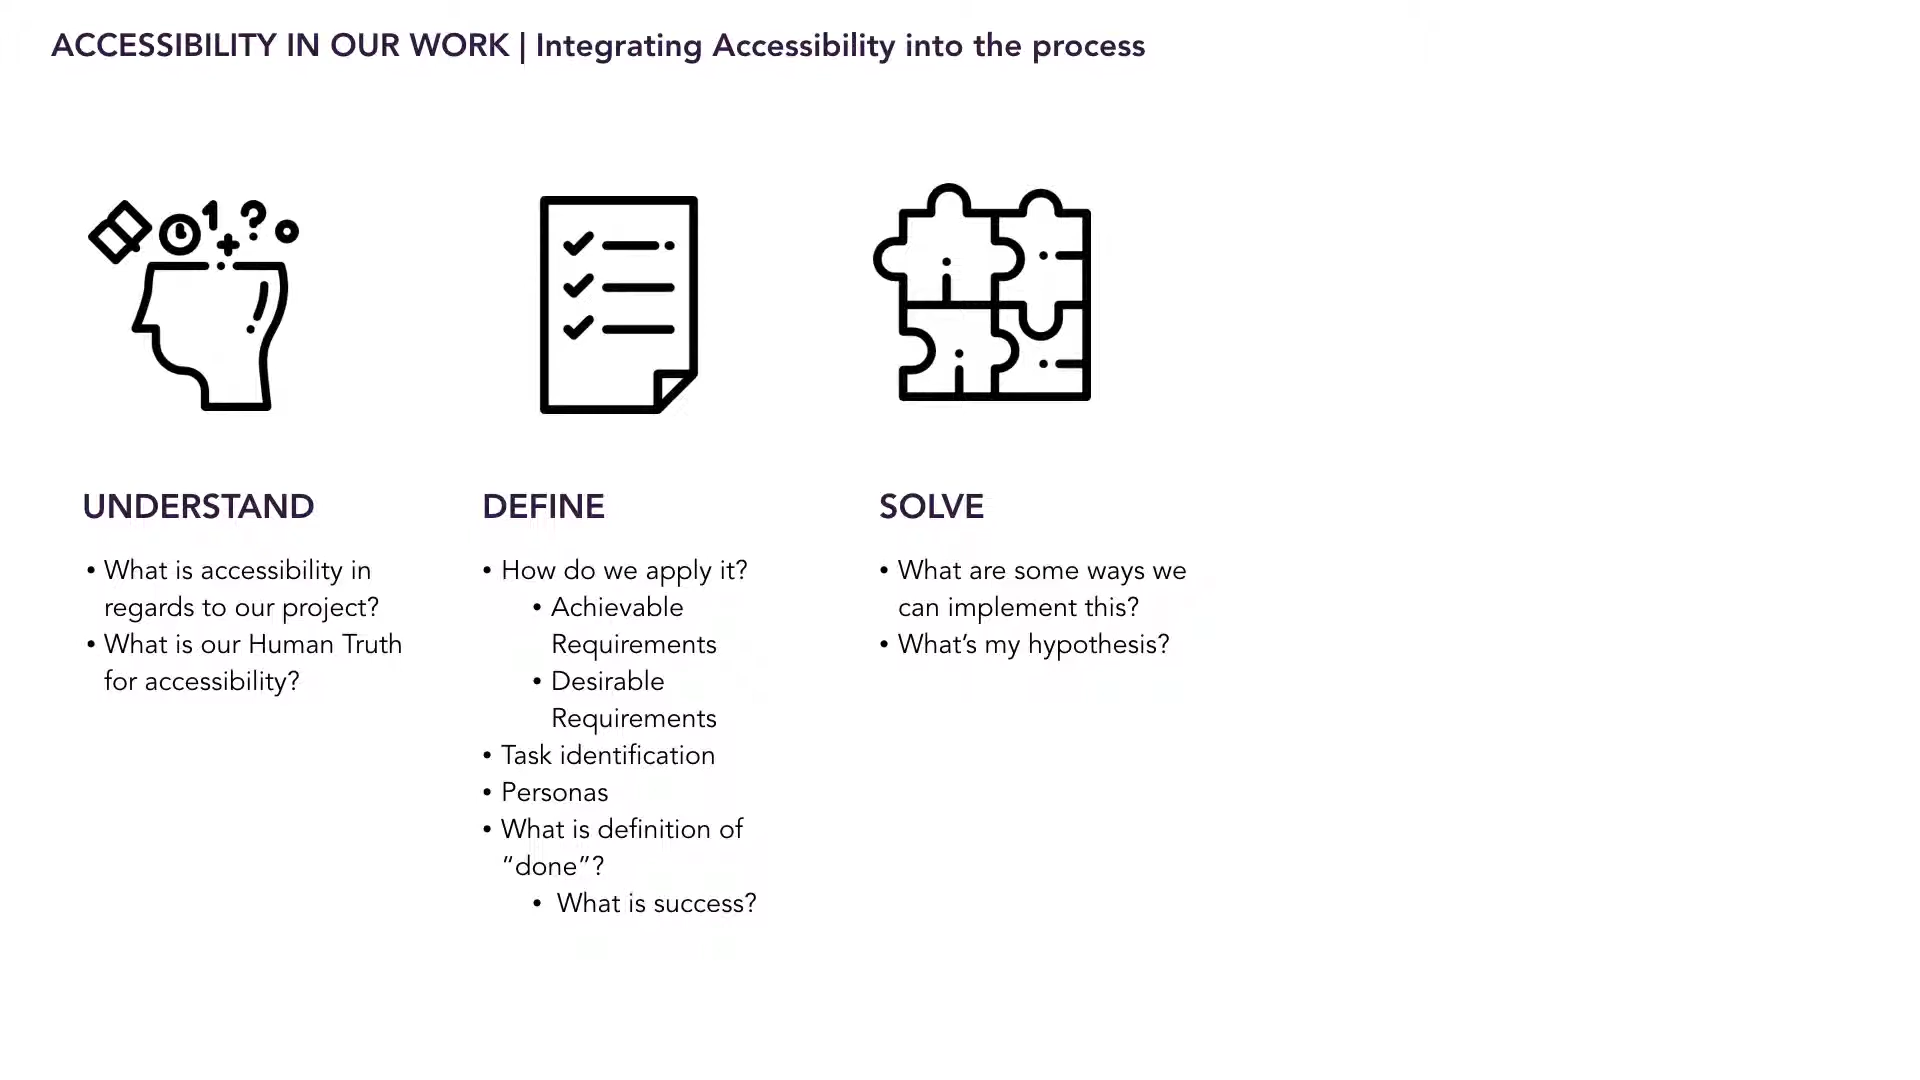 ACCESSIBILITY IN OUR WORK | Integrating Accessibility into the process
1
?
+
UNDERSTAND
• What is accessibility in
regards to our project?
• What is our Human Truth
for accessibility?
DEFINE
• How do we apply it?
• Achievable
Requirements
• Desirable
Requirements
• Task identification
• Personas
• What is definition of
“done”?
• What is success?
SOLVE
• What are some ways we
can implement this?
• What’s my hypothesis?